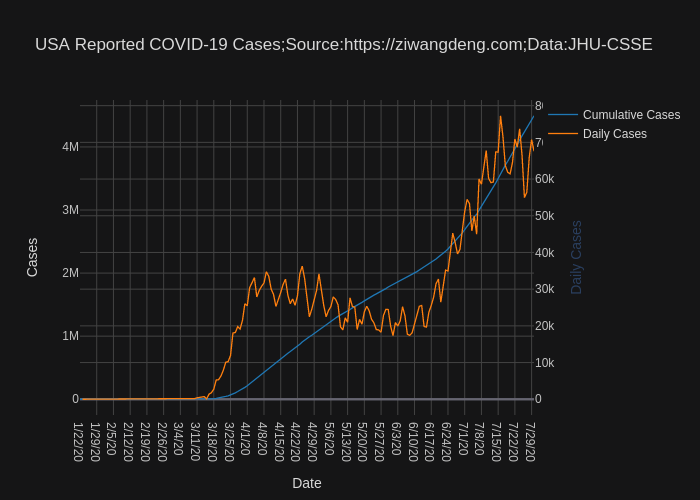 USA Reported COVID-19 Cases;Source:https://ziwangdeng.com;Data:JHU-CSSE
Cumulative Cases
Daily Cases
4M
3M
2M
1M
0
Cases
60k
50k
40k
30k
20k
10k
0
Daily Cases
1/22/20
1/29/20
2/5/20
2/12/20
2/19/20
2/26/20
3/4/20
3/11/20
3/18/20
3/25/20
4/1/20
4/8/20
4/15/20
4/22/20
4/29/20
5/6/20
5/13/20
5/20/20
5/27/20
6/3/20
6/10/20
6/17/20
6/24/20
7/1/20
7/8/20
7/15/20
7/22/20
7/29/20
Date